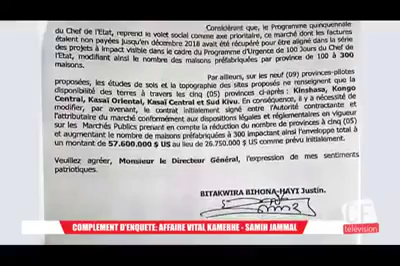 Considérant que, le Programme quinquennale
du Chef de l'Etat, reprend le volet social comme axe prioritaire, ce marché dont les factures
étaient non payées jusqu'en décembre 2018 avait été récupéré pour être aligné dans la série
des projets à impact visible dans le cadre du Programme d'Urgence de 100 Jours du Chef de
l'Etat, modifiant ainsi le nombre des maisons préfabriquées par province de 100 à 300
maisons.
Par ailleurs, sur neuf (09) provinces-pilotes
proposées, les études de sols et la topographie des sites proposés ne renseignent que la
disponibilité des terres à travers les cinq (05) provinces ci-après : Kinshasa, Kongo
Central, Kasaï Oriental, Kasaï Central et Sud Kivu. En conséquence, il y a nécessité de
modifier, par avenant, le contrat initialement signé entre l'Autorité contractante et
l'attributaire du marché conformément aux dispositions légales et réglementaires en vigueur
sur les Marchés Publics prenant en compte la réduction du nombre de provinces à cinq (05)
et augmentant le nombre de maisons préfabriquées à 300 impactant ainsi l'enveloppe total à
un montant de 57.600.000 $ US au lieu de 26.750.000 $ US comme prévu initialement.
Veuillez agréer, Monsieur le Directeur Général, l'expression de mes sentiments
patriotiques.
BITAKWIRA BIHONA-HAYI Justin.
COMPLEMENT D'ENQUETE: AFFAIRE VITAL KAMERHE - SAMIH JAMMAL
CF
télévision